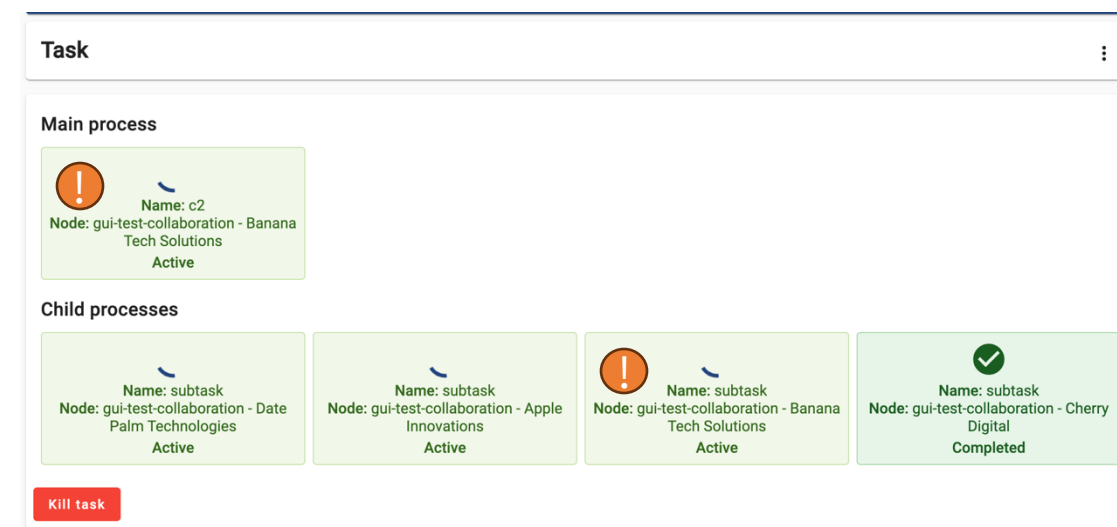 Task
Main process
!
Name: c2
Node: gui-test-collaboration - Banana
Tech Solutions
Active
Child processes
Name: subtask
Node: gui-test-collaboration - Date
Palm Technologies
Active
Name: subtask
Node: gui-test-collaboration - Apple
Innovations
Active
!
Name: subtask
Node: gui-test-collaboration - Banana
Tech Solutions
Active
Name: subtask
Node: gui-test-collaboration - Cherry
Digital
Completed
Kill task